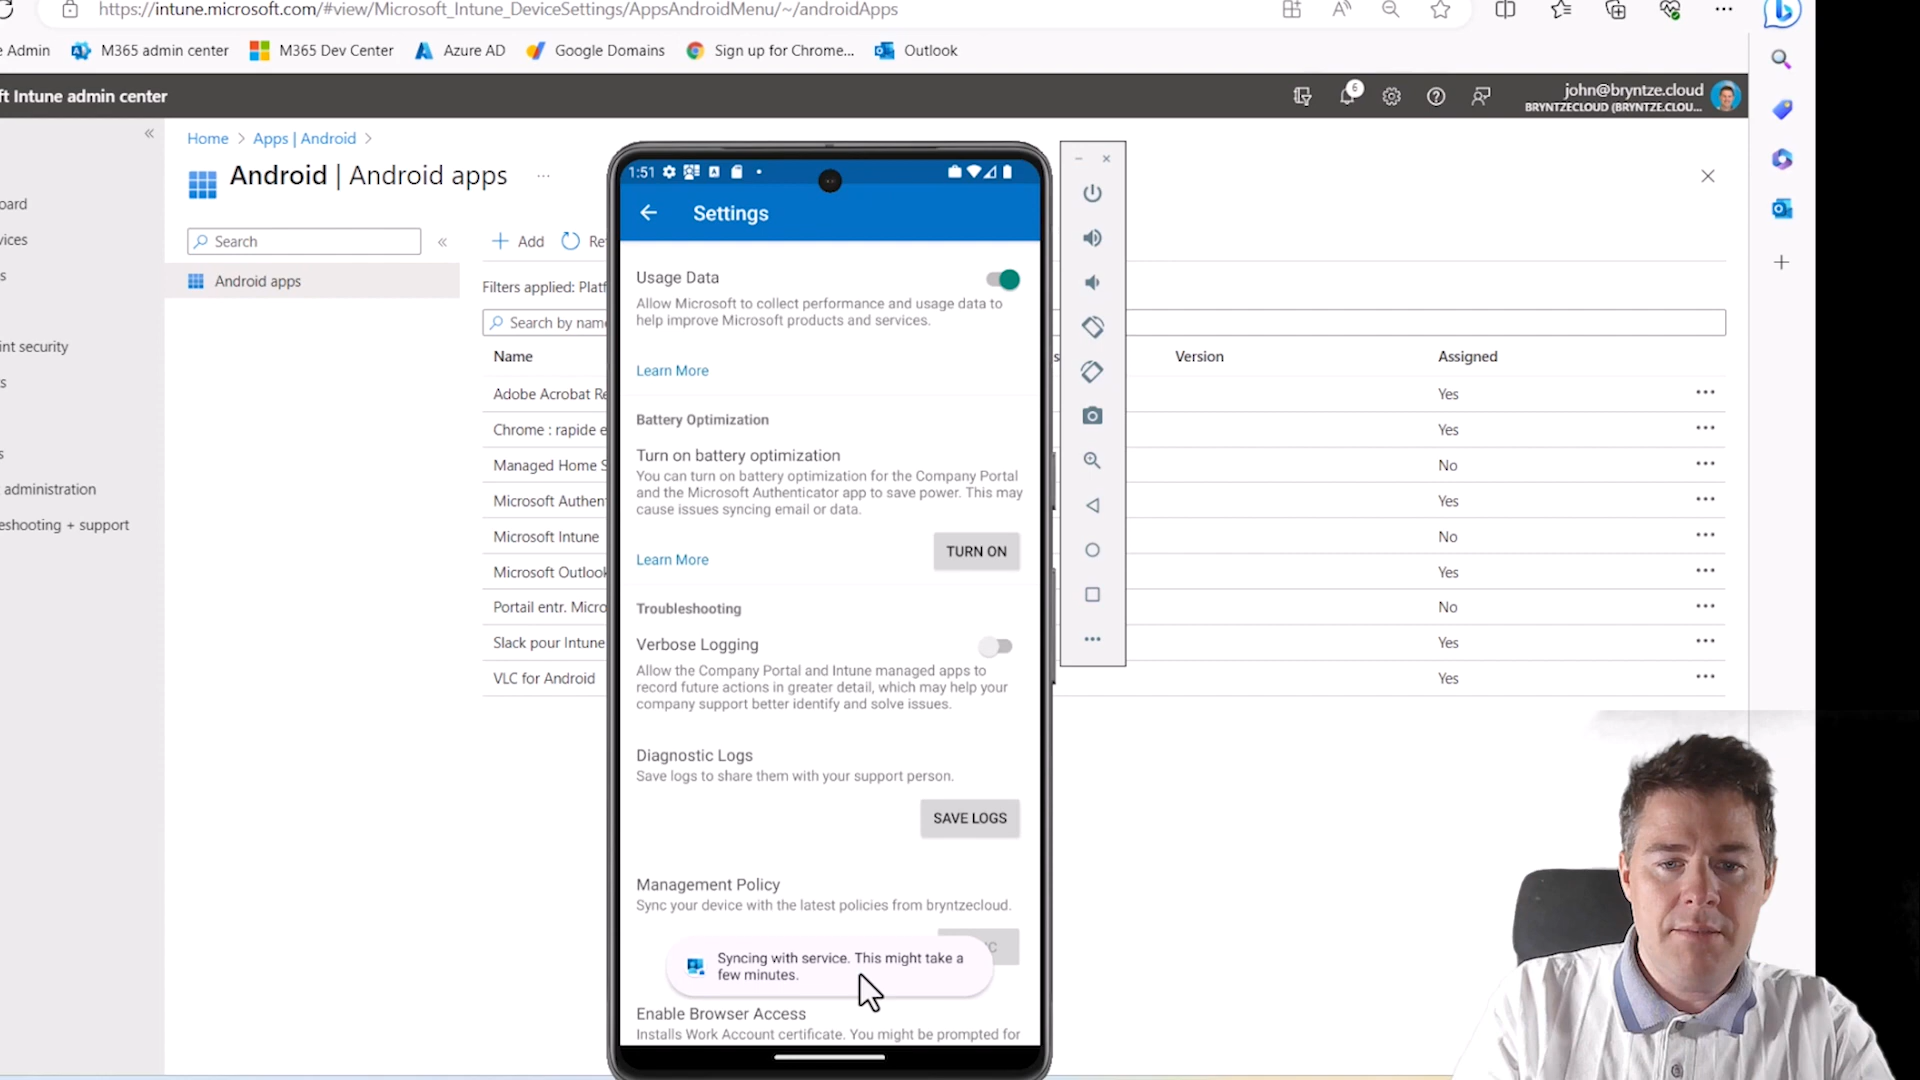 https://intune.microsoft.com/#view/Microsoft_Intune_DeviceSettings/AppsAndroidMenu/~/androidApps
e Admin
M365 admin center
M365 Dev Center
Azure AD
Google Domains
Sign up for Chrome...
Outlook
ft Intune admin center
6
john@bryntze.cloud
BRYNTZECLOUD (BRYNTZE.CLOU...
Home > Apps | Android >
Android | Android apps
...
Search
Android apps
oard
vices
s
int security
s
s
administration
eshooting + support
Add
Re
Filters applied: Platf
Search by name
Name
s
Version
Assigned
Adobe Acrobat Re
Yes
Chrome : rapide e
Yes
Managed Home S
No
Microsoft Authen
Yes
Microsoft Intune
No
Microsoft Outlook
Yes
Portail entr. Micro
No
Slack pour Intune
Yes
VLC for Android
Yes
1:51
Settings
Usage Data
Allow Microsoft to collect performance and usage data to
help improve Microsoft products and services.
Learn More
Battery Optimization
Turn on battery optimization
You can turn on battery optimization for the Company Portal
and the Microsoft Authenticator app to save power. This may
cause issues syncing email or data.
TURN ON
Learn More
Troubleshooting
Verbose Logging
Allow the Company Portal and Intune managed apps to
record future actions in greater detail, which may help your
company support better identify and solve issues.
Diagnostic Logs
Save logs to share them with your support person.
SAVE LOGS
Management Policy
Sync your device with the latest policies from bryntzecloud.
C
Syncing with service. This might take a
few minutes.
Enable Browser Access
Installs Work Account certificate. You might be prompted for